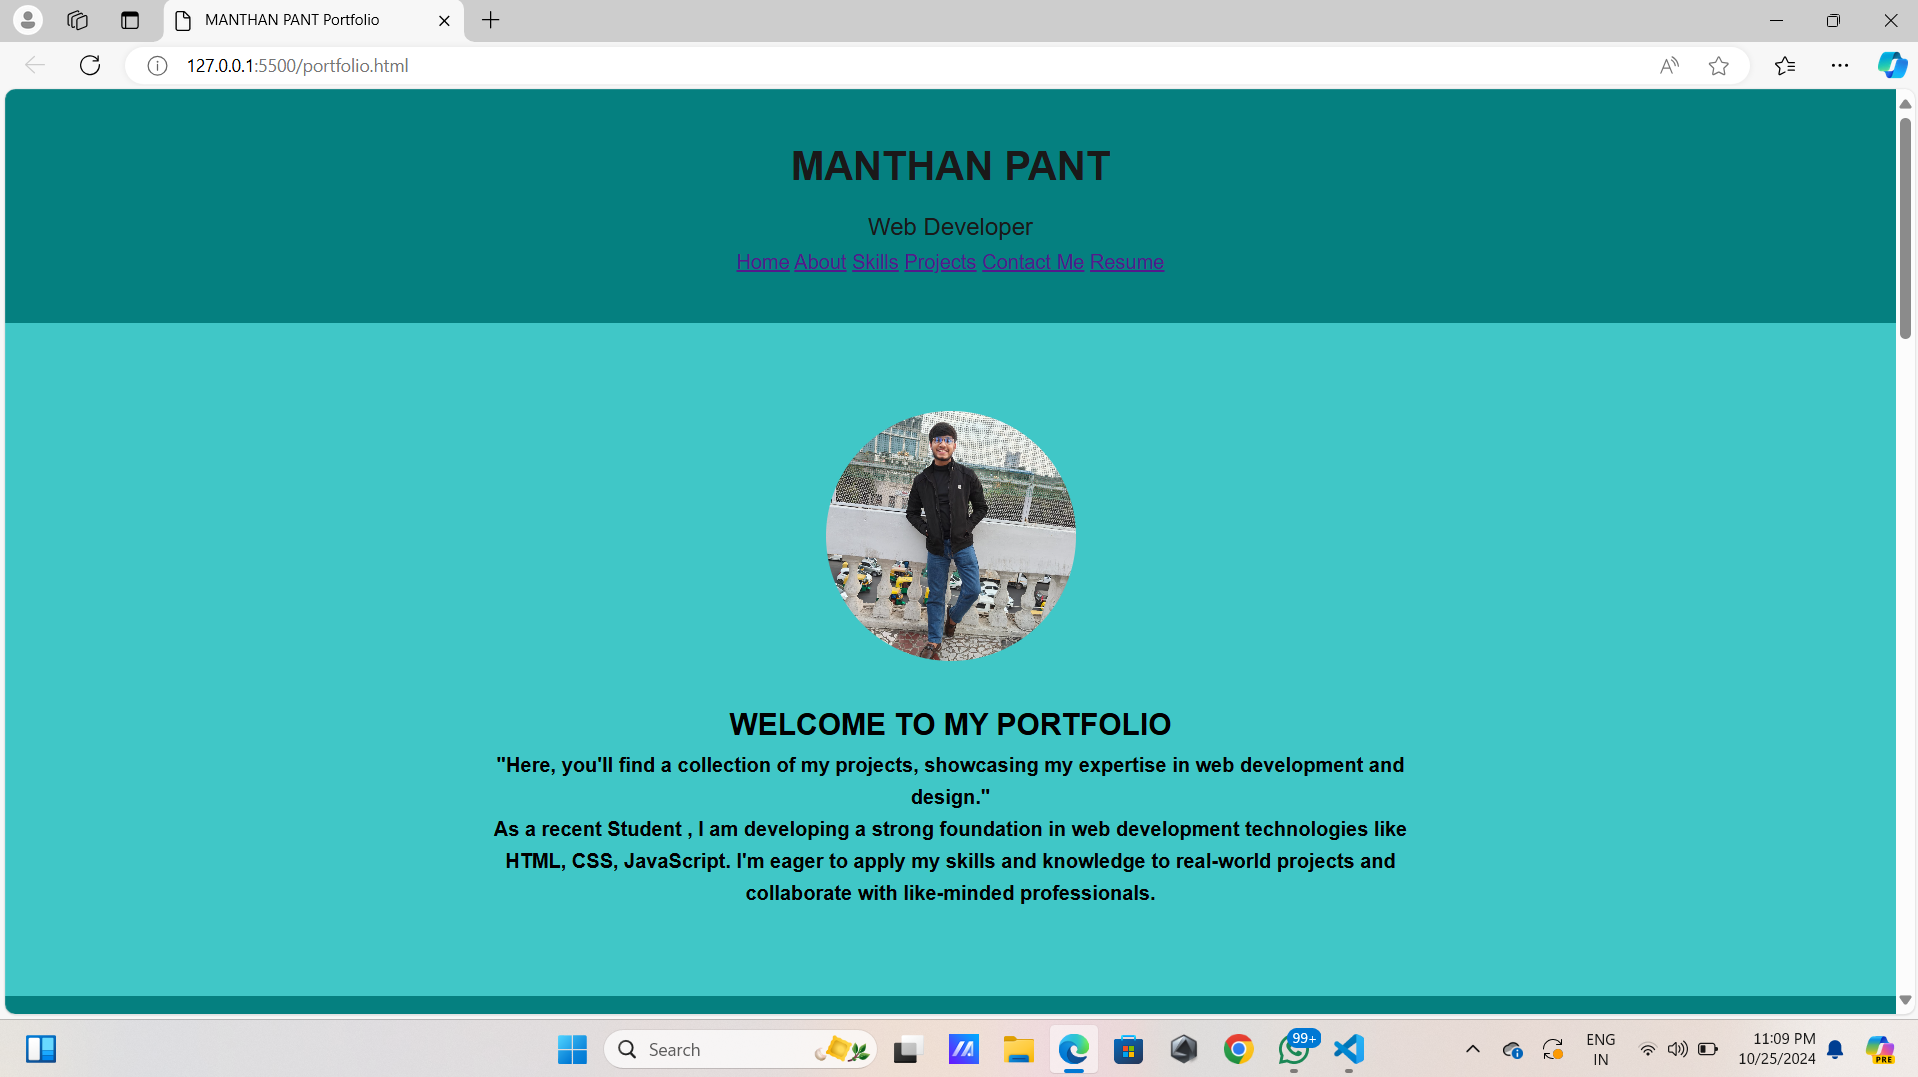 MANTHAN PANT Portfolio
127.0.0.1:5500/portfolio.html
MANTHAN PANT
Web Developer
Home About Skills Projects Contact Me Resume
WELCOME TO MY PORTFOLIO
"Here, you'll find a collection of my projects, showcasing my expertise in web development and
design."
As a recent Student , I am developing a strong foundation in web development technologies like
HTML, CSS, JavaScript. I'm eager to apply my skills and knowledge to real-world projects and
collaborate with like-minded professionals.
Search
99+
ENG
IN
11:09 PM
10/25/2024
PRE